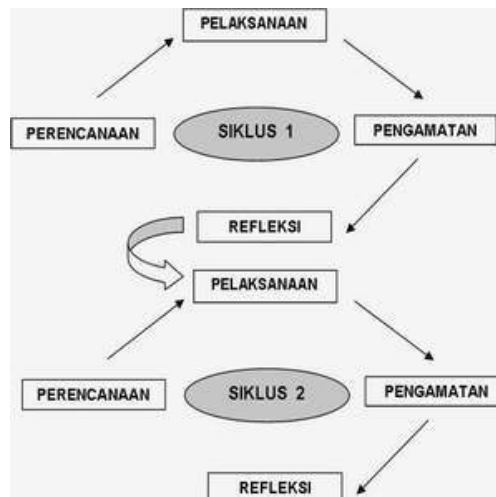 PELAKSANAAN
PERENCANAAN
SIKLUS 1
PENGAMATAN
REFLEKSI
PELAKSANAAN
PERENCANAAN
SIKLUS 2
PENGAMATAN
REFLEKSI